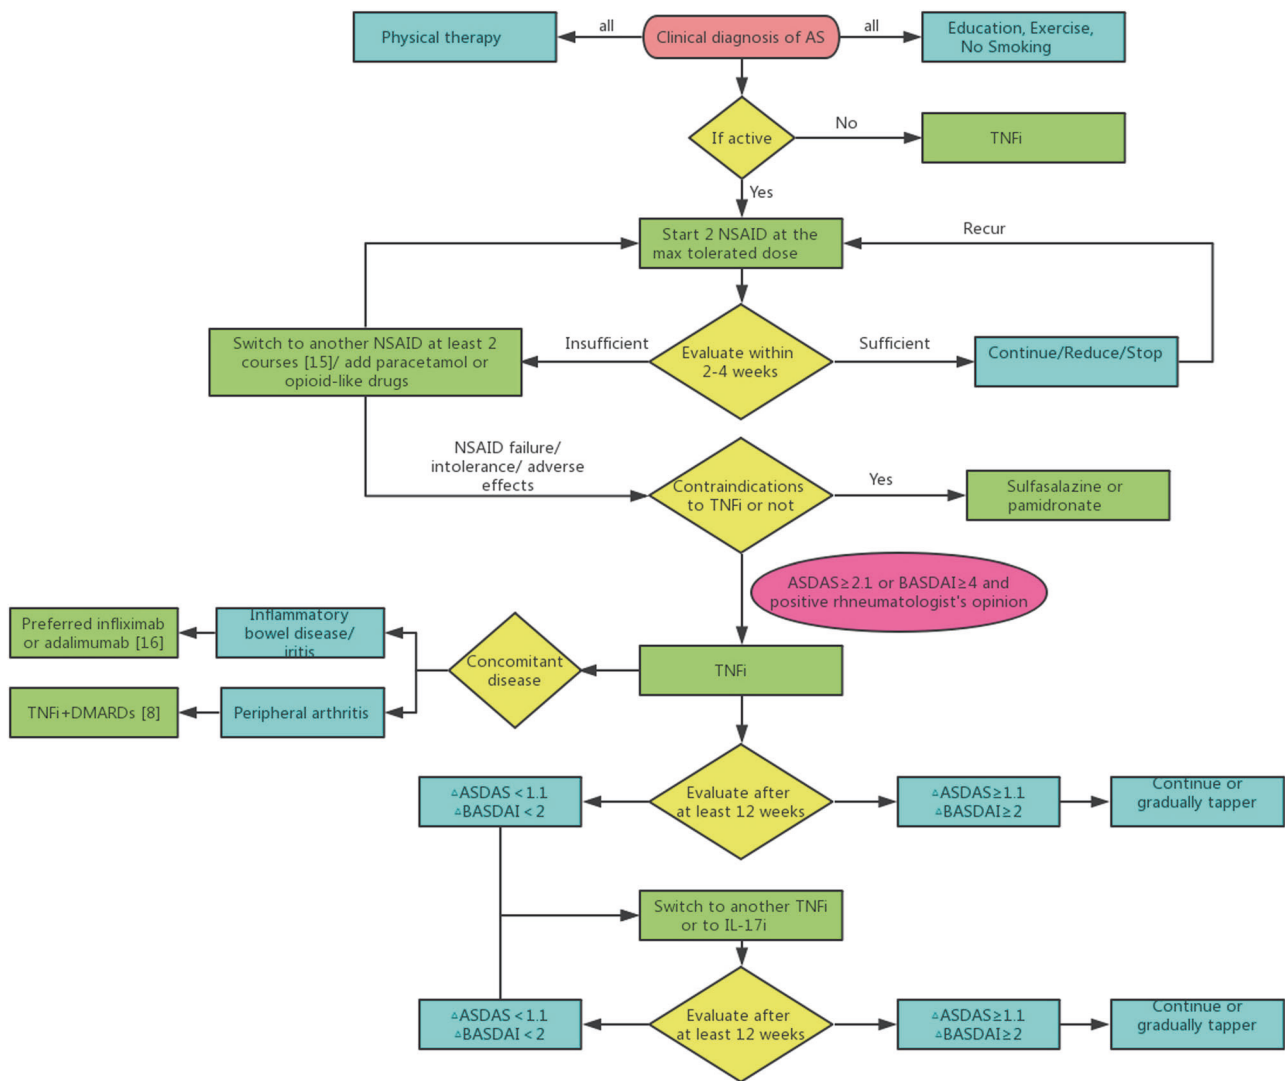 Physical therapy
all
Clinical diagnosis of AS
all
Education, Exercise,
No Smoking
If active
No
TNFi
Yes
Start 2 NSAID at the
max tolerated dose
Recur
Switch to another NSAID at least 2
courses [15]/ add paracetamol or
opioid-like drugs
Insufficient
Evaluate within
2-4 weeks
Sufficient
Continue/Reduce/Stop
NSAID failure/
intolerance/ adverse
effects
Contraindications
to TNFi or not
Yes
Sulfasalazine or
pamidronate
ASDAS≥2.1 or BASDAI≥4 and
positive rhneumatologist's opinion
Preferred infliximab
or adalimumab [16]
Inflammatory
bowel disease/
iritis
Concomitant
disease
TNFi
TNFi+DMARDs [8]
Peripheral arthritis
△ASDAS<1.1
△BASDAI<2
Evaluate after
at least 12 weeks
△ASDAS≥1.1
△BASDAI≥2
Continue or
gradually tapper
Switch to another TNFi
or to IL-17i
△ASDAS<1.1
△BASDAI<2
Evaluate after
at least 12 weeks
△ASDAS≥1.1
△BASDAI≥2
Continue or
gradually tapper